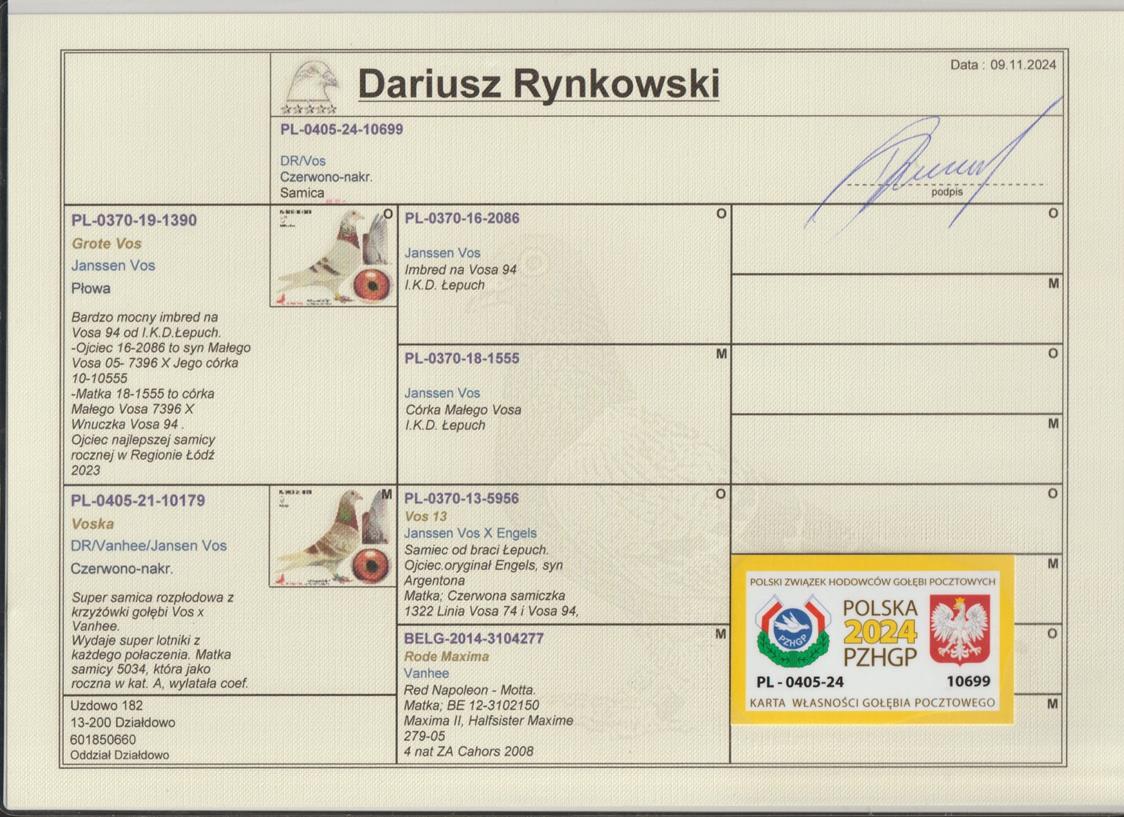 Dariusz Rynkowski
Data : 09.11.2024
PL-0405-24-10699
DR/Vos
Czerwono-nakr.
Samica
podpis
PL-0370-19-1390
O
Grote Vos
Janssen Vos
Płowa
Bardzo mocny imbred na
Vosa 94 od I.K.D.Łepuch.
-Ojciec 16-2086 to syn Małego
Vosa 05- 7396 X Jego córka
10-10555
-Matka 18-1555 to córka
Małego Vosa 7396 X
Wnuczka Vosa 94 .
Ojciec najlepszej samicy
rocznej w Regionie Łódź
2023
PL-0405-21-10179
M
Voska
DR/Vanhee/Jansen Vos
Czerwono-nakr.
Super samica rozpłodowa z
krzyżówki gołębi Vos x
Vanhee.
Wydaje super lotniki z
każdego połaczenia. Matka
samicy 5034, która jako
roczna w kat. A, wylatała coef.
Uzdowo 182
13-200 Działdowo
601850660
Oddział Działdowo
PL-0370-16-2086
O
Janssen Vos
Imbred na Vosa 94
I.K.D. Łepuch
PL-0370-18-1555
M
Janssen Vos
Córka Małego Vosa
I.K.D. Łepuch
PL-0370-13-5956
O
Vos 13
Janssen Vos X Engels
Samiec od braci Łepuch.
Ojciec.oryginał Engels, syn
Argentona
Matka; Czerwona samiczka
1322 Linia Vosa 74 i Vosa 94,
BELG-2014-3104277
M
Rode Maxima
Vanhee
Red Napoleon - Motta.
Matka; BE 12-3102150
Maxima II, Halfsister Maxime
279-05
4 nat ZA Cahors 2008
O
M
O
M
O
M
O
M
POLSKI ZWIĄZEK HODOWCÓW GOŁĘBI POCZTOWYCH
PZHGP
POLSKA
2024
PZHGP
PL - 0405-24
10699
KARTA WŁASNOŚCI GOŁĘBIA POCZTOWEGO